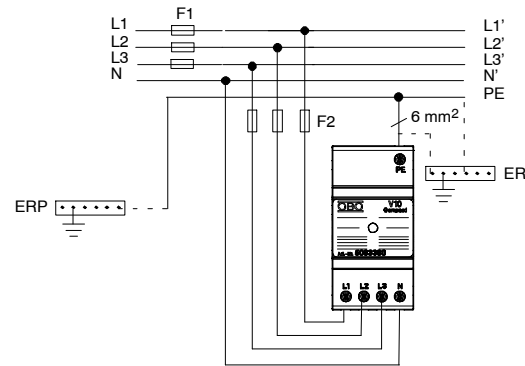 F1
L1 L1'
L2 L2'
L3 L3'
N N'
PE
F2
6 mm²
PE
ER
ERP
OBO V10
Compact
L1 L2 L3 N